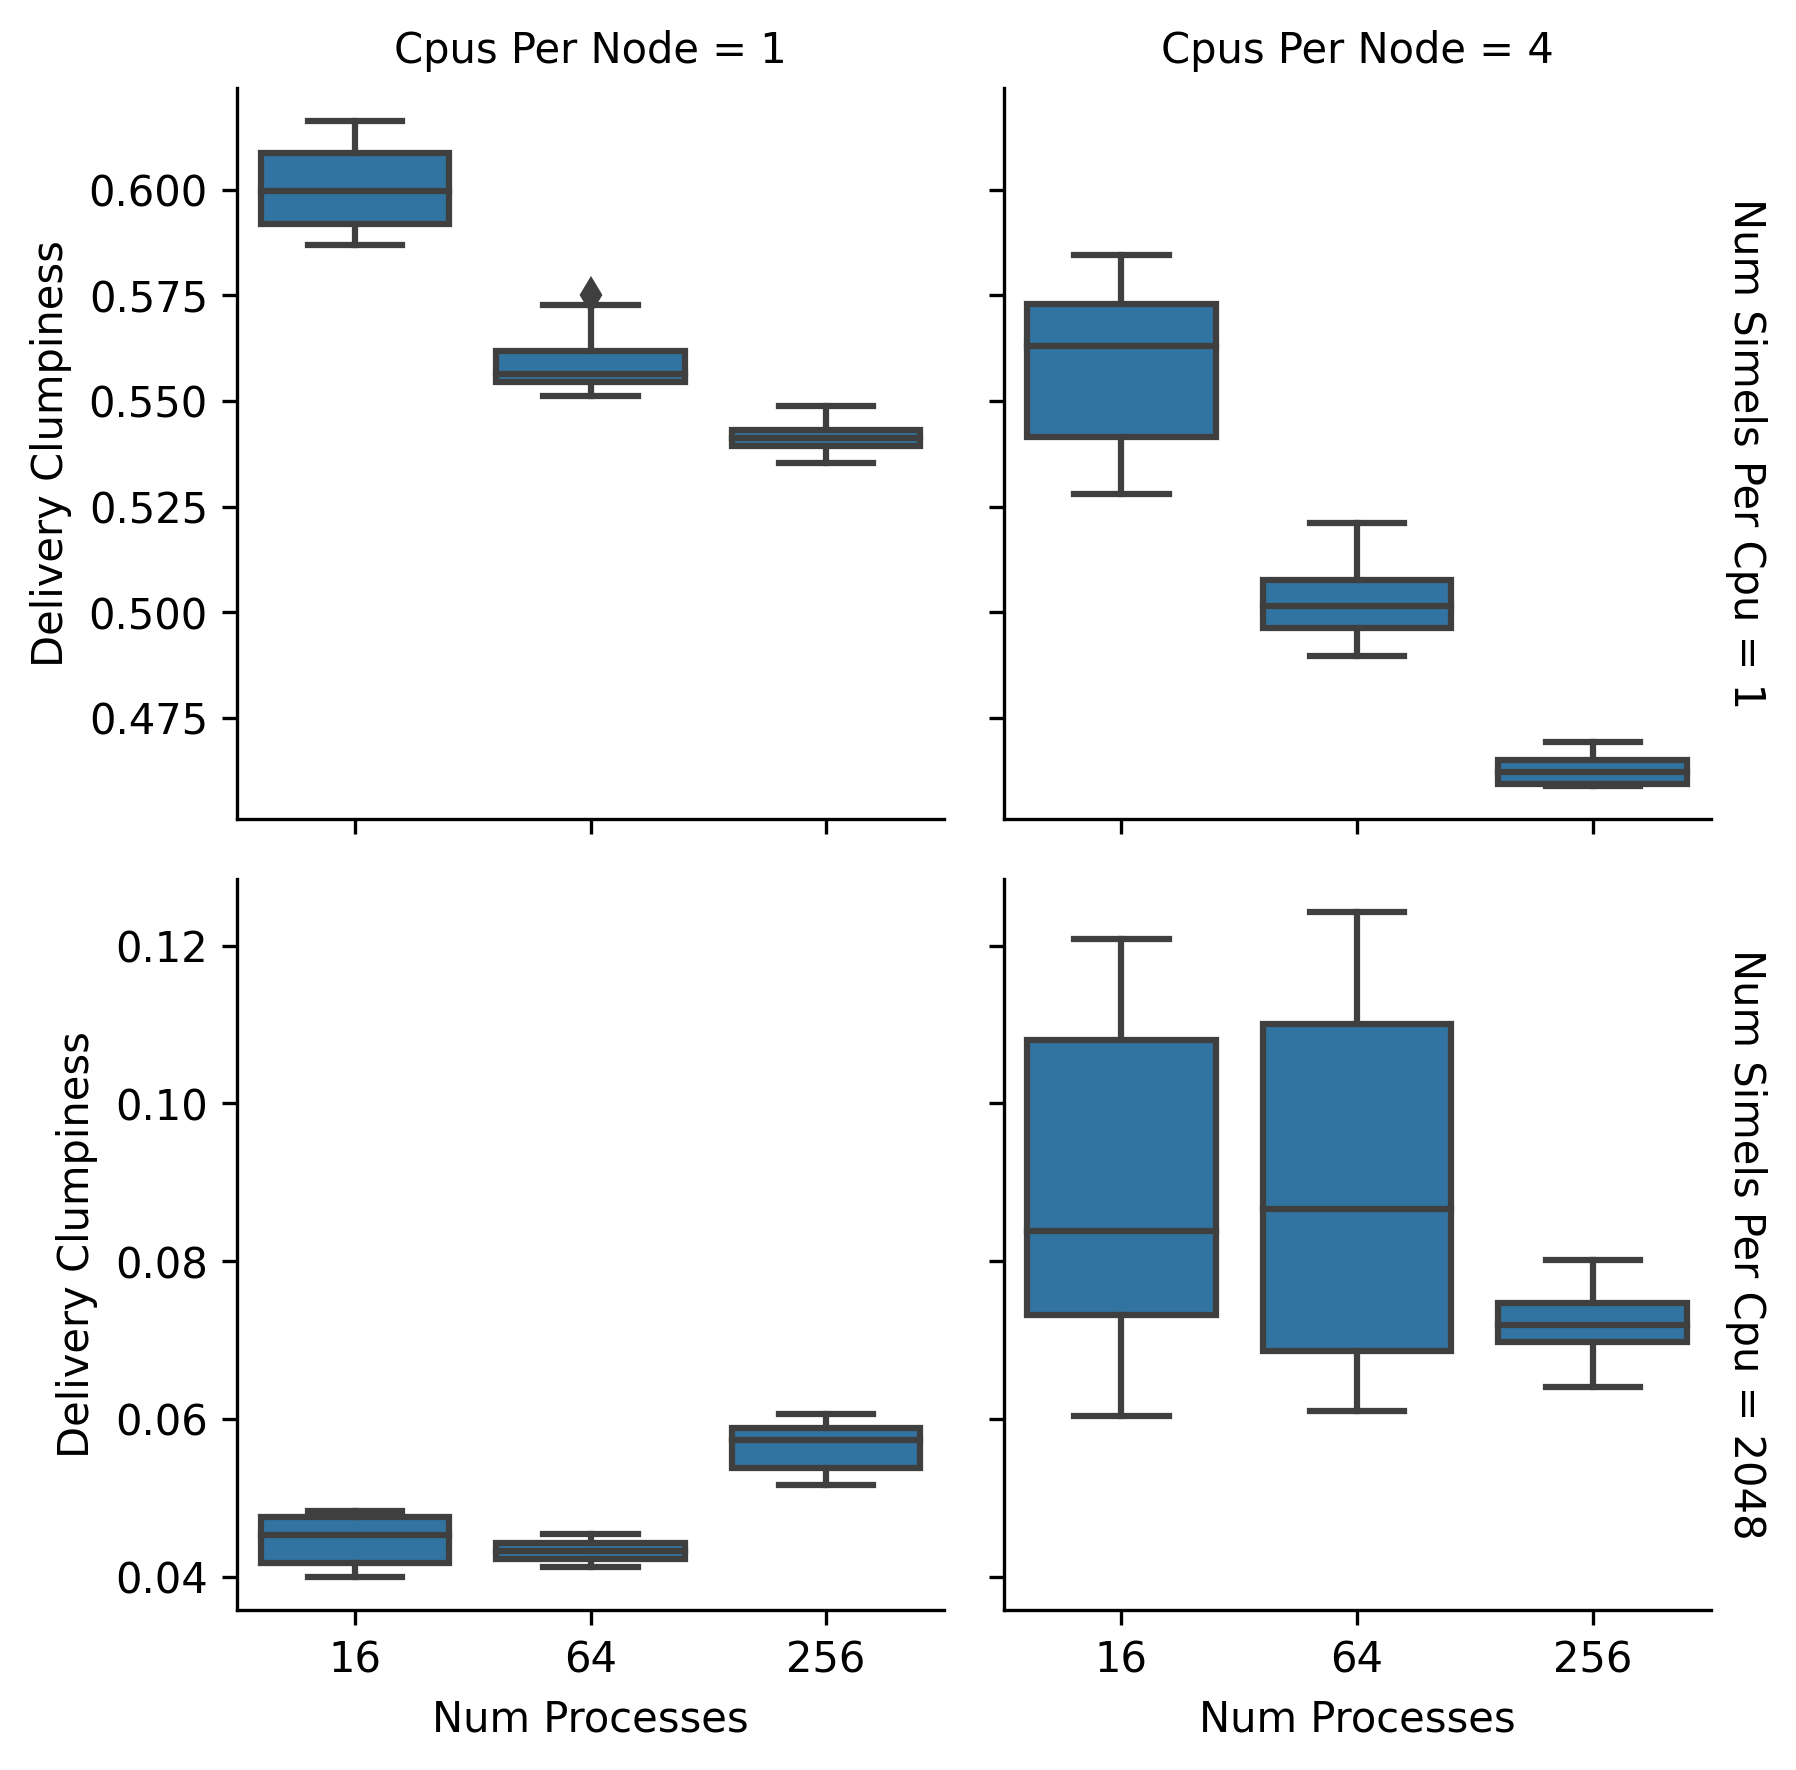 Cpus Per Node = 1
Cpus Per Node = 4
Delivery Clumpiness
0.600
0.575
0.550
0.525
0.500
0.475
Num Simels Per Cpu = 1
Delivery Clumpiness
0.12
0.10
0.08
0.06
0.04
Num Simels Per Cpu = 2048
16 64 256
16 64 256
Num Processes
Num Processes